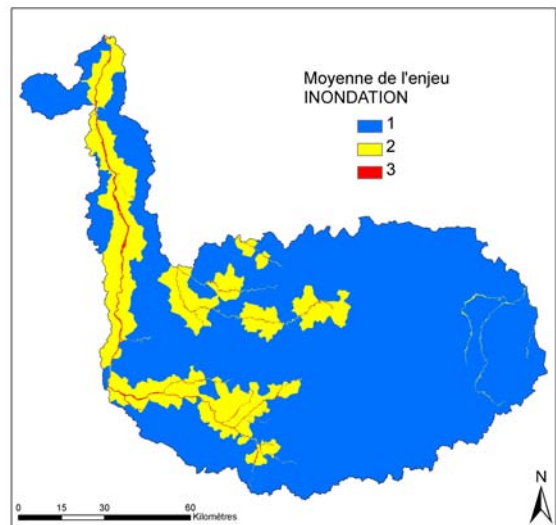 Moyenne de l'enjeu
INONDATION
1
2
3
N
0 15 30 60
Kilomètres